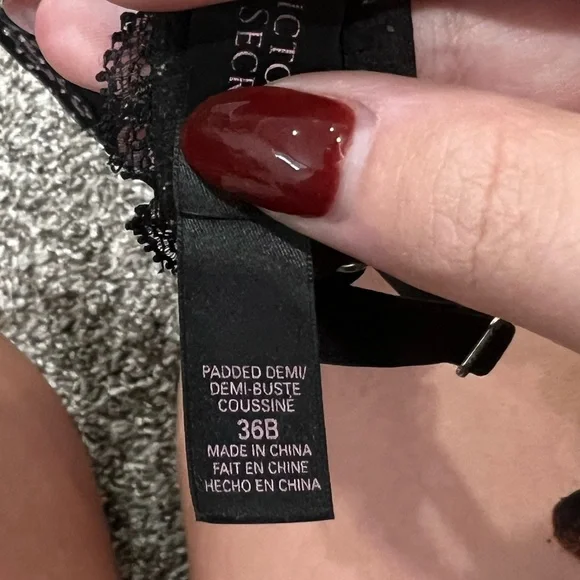 PADDED DEMI/
DEMI-BUSTE
COUSSINÉ
36B
MADE IN CHINA
FAIT EN CHINE
HECHO EN CHINA